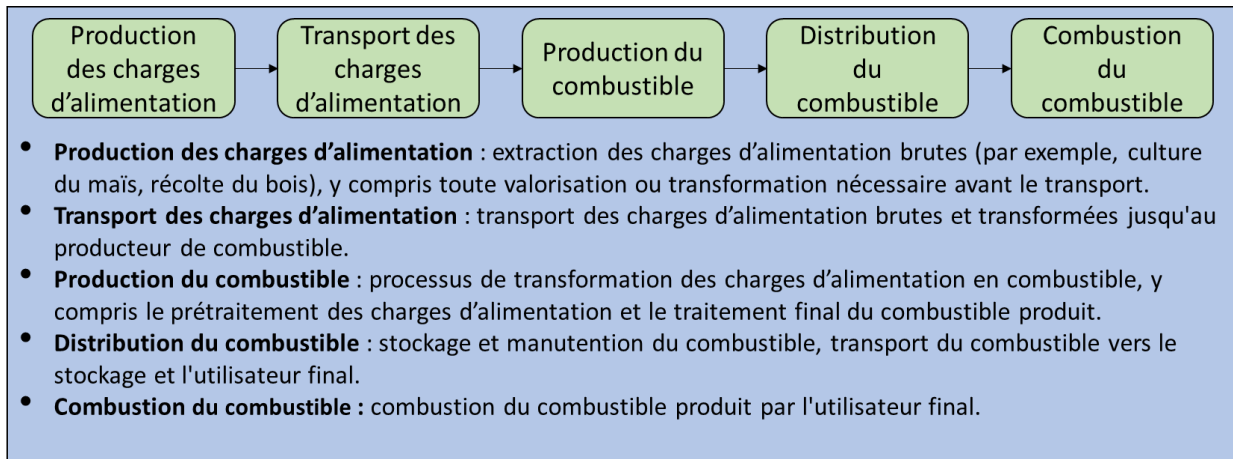 Production
des charges
d’alimentation
Transport des
charges
d’alimentation
Production du
combustible
Distribution
du
combustible
Combustion
du
combustible
• Production des charges d’alimentation : extraction des charges d’alimentation brutes (par exemple, culture
du maïs, récolte du bois), y compris toute valorisation ou transformation nécessaire avant le transport.
• Transport des charges d’alimentation : transport des charges d’alimentation brutes et transformées jusqu'au
producteur de combustible.
• Production du combustible : processus de transformation des charges d’alimentation en combustible, y
compris le prétraitement des charges d’alimentation et le traitement final du combustible produit.
• Distribution du combustible : stockage et manutention du combustible, transport du combustible vers le
stockage et l'utilisateur final.
• Combustion du combustible : combustion du combustible produit par l'utilisateur final.